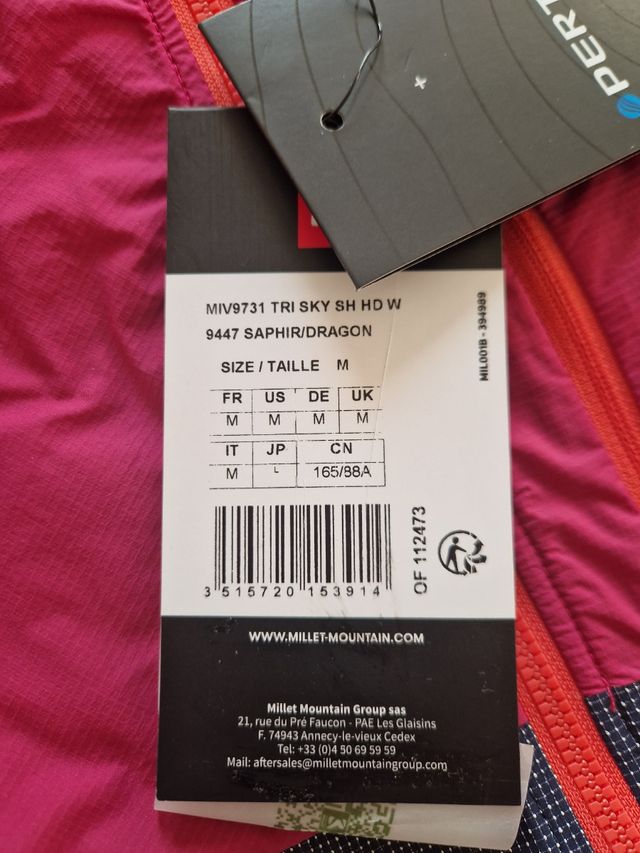 PERT
MIV9731 TRI SKY SH HD W
9447 SAPHIR/DRAGON
SIZE / TAILLE M
FR US DE UK
M M M M
IT JP CN
M L 165/88A
3 515720 153914
OF 112473
MIL001B - 394989
WWW.MILLET-MOUNTAIN.COM
Millet Mountain Group sas
21, rue du Pré Faucon - PAE Les Glaisins
F. 74943 Annecy-le-vieux Cedex
Tel: +33 (0)4 50 69 59 59
Mail: aftersales@milletmountaingroup.com